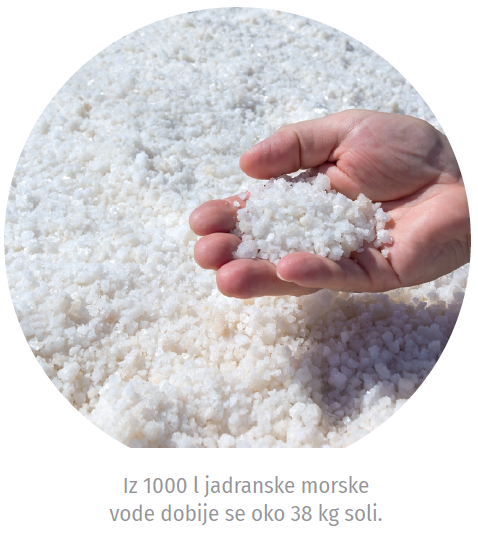 Iz 1000 l jadranske morske
vode dobije se oko 38 kg soli.